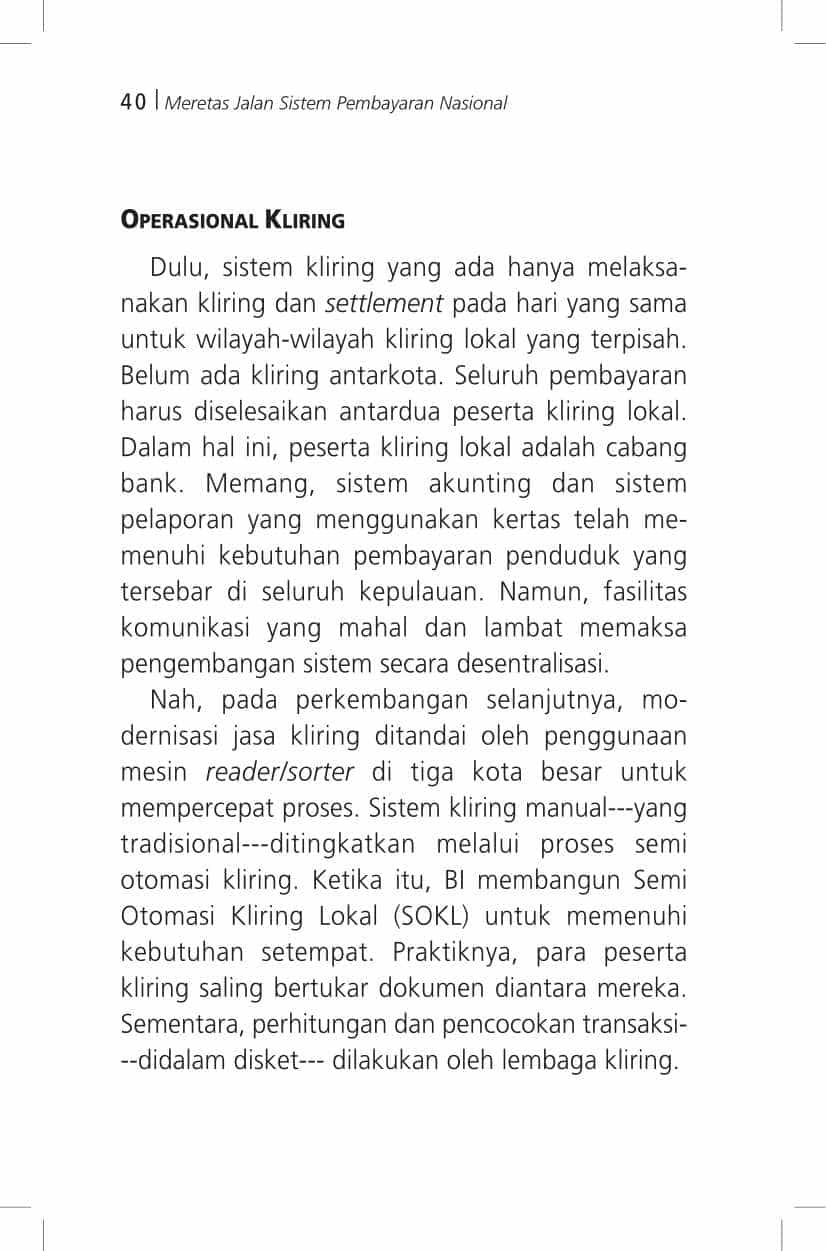 40 | Meretas Jalan Sistem Pembayaran Nasional
OPERASIONAL KLIRING
Dulu, sistem kliring yang ada hanya melaksa-
nakan kliring dan settlement pada hari yang sama
untuk wilayah-wilayah kliring lokal yang terpisah.
Belum ada kliring antarkota. Seluruh pembayaran
harus diselesaikan antardua peserta kliring lokal.
Dalam hal ini, peserta kliring lokal adalah cabang
bank. Memang, sistem akunting dan sistem
pelaporan yang menggunakan kertas telah me-
menuhi kebutuhan pembayaran penduduk yang
tersebar di seluruh kepulauan. Namun, fasilitas
komunikasi yang mahal dan lambat memaksa
pengembangan sistem secara desentralisasi.
Nah, pada perkembangan selanjutnya, mo-
dernisasi jasa kliring ditandai oleh penggunaan
mesin reader/sorter di tiga kota besar untuk
mempercepat proses. Sistem kliring manual---yang
tradisional---ditingkatkan melalui proses semi
otomasi kliring. Ketika itu, BI membangun Semi
Otomasi Kliring Lokal (SOKL) untuk memenuhi
kebutuhan setempat. Praktiknya, para peserta
kliring saling bertukar dokumen diantara mereka.
Sementara, perhitungan dan pencocokan transaksi-
--didalam disket--- dilakukan oleh lembaga kliring.